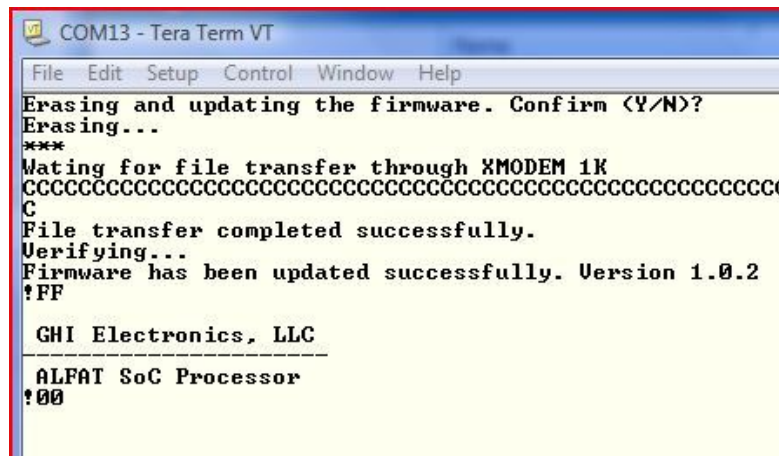 COM13 - Tera Term VT
File Edit Setup Control Window Help
Erasing and updating the firmware. Confirm (Y/N)?
Erasing...
***
Wating for file transfer through XMODEM 1K
CCCCCCCCCCCCCCCCCCCCCCCCCCCCCCCCCCCCCCCCCCCCCCCCCCCCCC
C
File transfer completed successfully.
Verifying...
Firmware has been updated successfully. Version 1.0.2
!FF
GHI Electronics, LLC
----------------------
ALFAT SoC Processor
!00